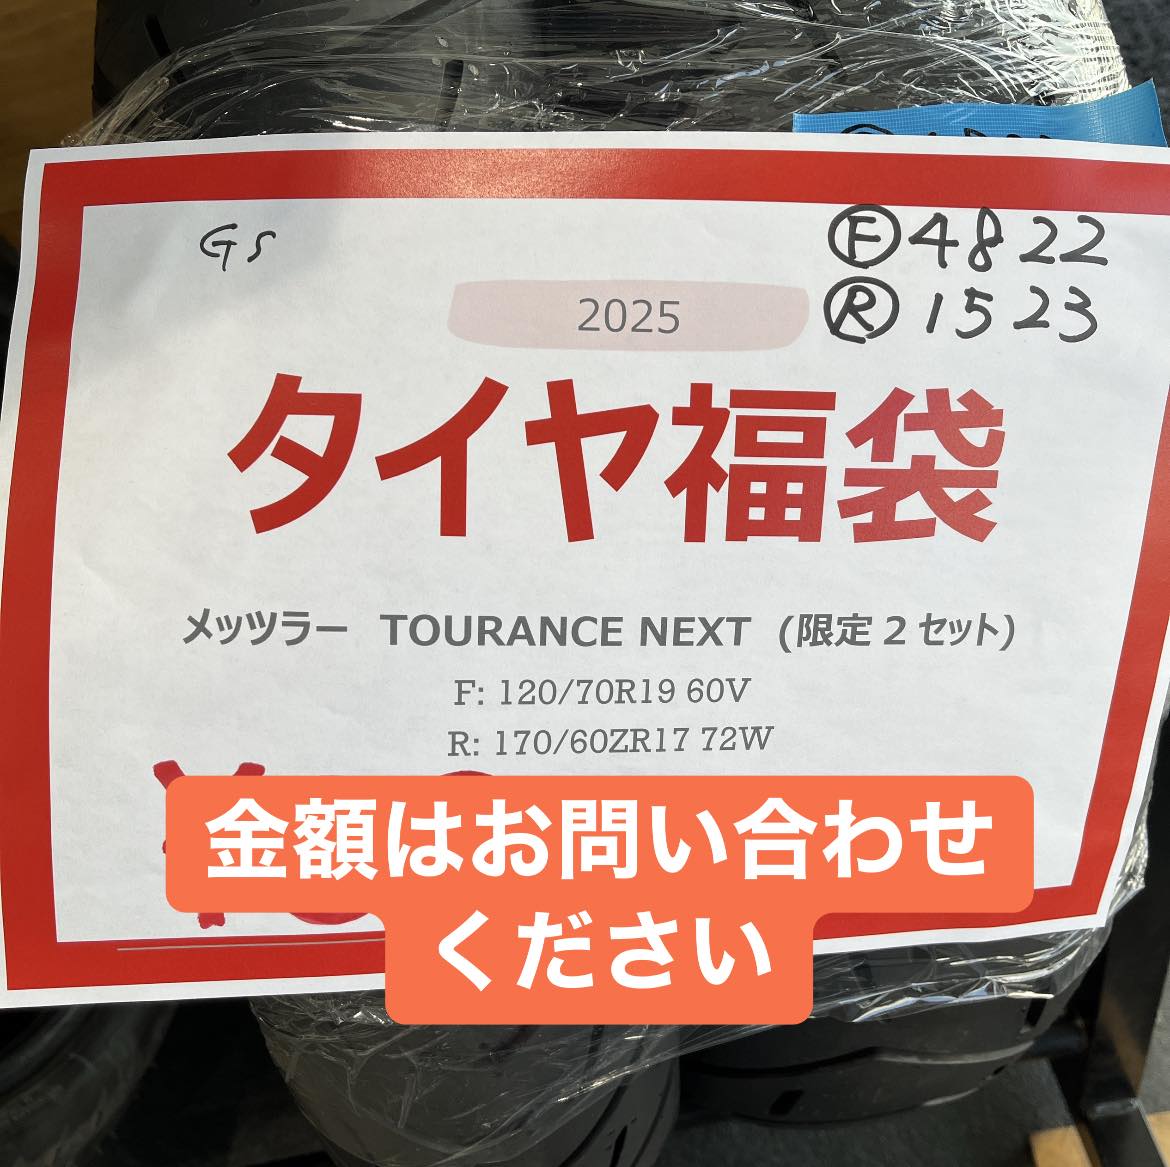 GS
Ⓕ4822
Ⓡ1523
2025
タイヤ福袋
メッツラー TOURANCE NEXT (限定2セット)
F: 120/70R19 60V
R: 170/60ZR17 72W
金額はお問い合わせ
ください